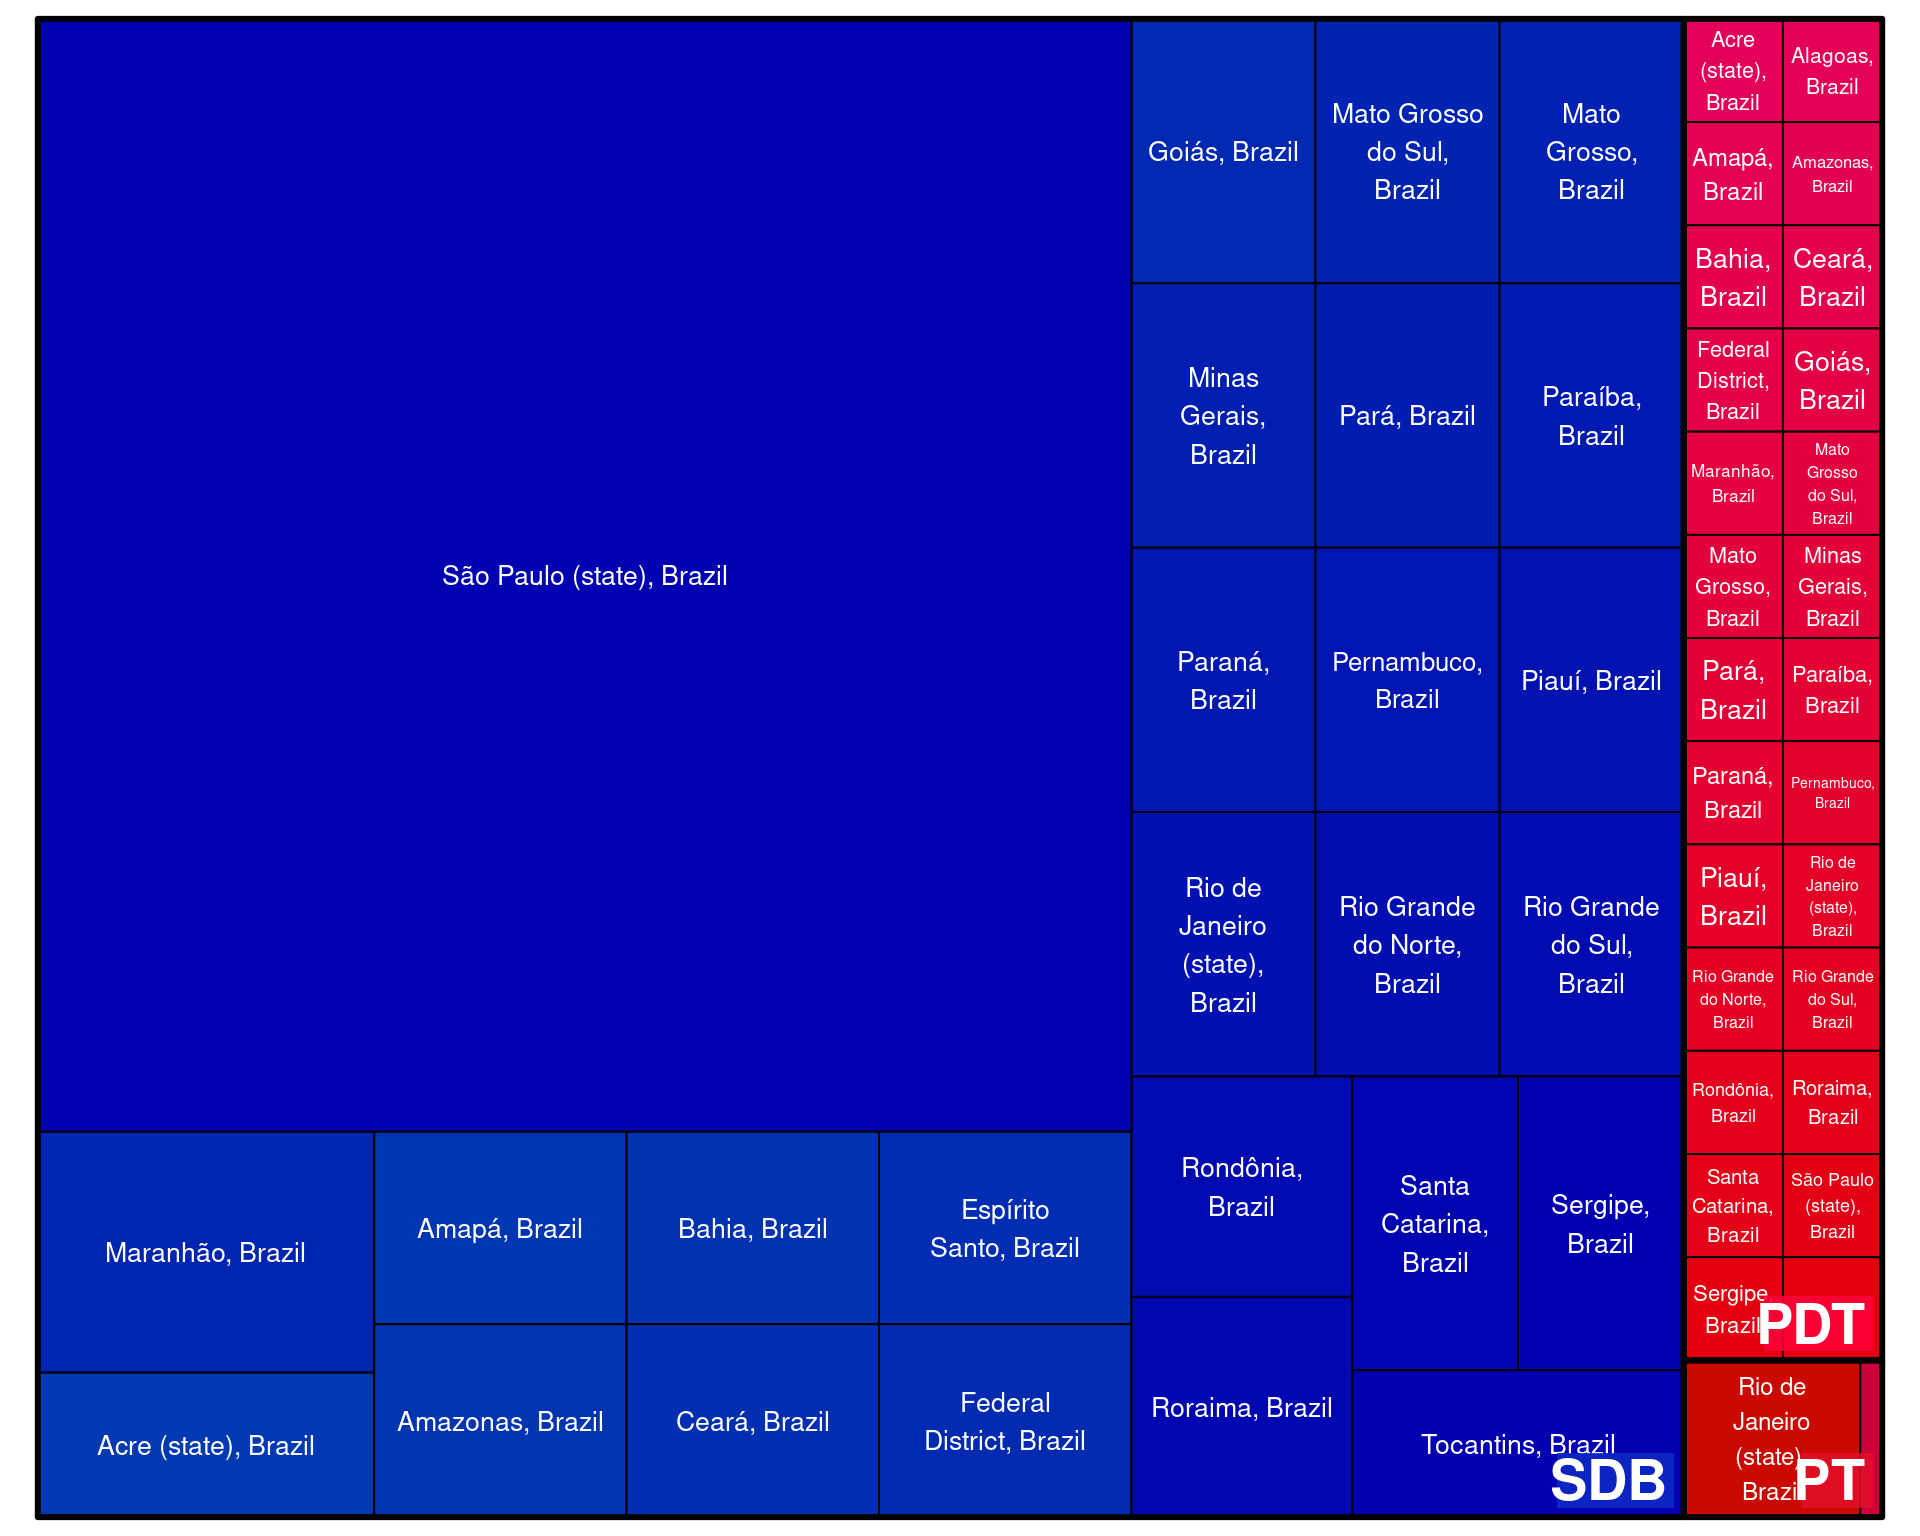 São Paulo (state), Brazil
Maranhão, Brazil
Acre (state), Brazil
Amapá, Brazil
Bahia, Brazil
Espírito
Santo, Brazil
Amazonas, Brazil
Ceará, Brazil
Federal
District, Brazil
Goiás, Brazil
Mato Grosso
do Sul,
Brazil
Mato
Grosso,
Brazil
Minas
Gerais,
Brazil
Pará, Brazil
Paraíba,
Brazil
Paraná,
Brazil
Pernambuco,
Brazil
Piauí, Brazil
Rio de
Janeiro
(state),
Brazil
Rio Grande
do Norte,
Brazil
Rio Grande
do Sul,
Brazil
Rondônia,
Brazil
Santa
Catarina,
Brazil
Sergipe,
Brazil
Roraima, Brazil
Tocantins, Brazil
SDB
Acre
(state),
Brazil
Alagoas,
Brazil
Amapá,
Brazil
Amazonas,
Brazil
Bahia,
Brazil
Ceará,
Brazil
Federal
District,
Brazil
Goiás,
Brazil
Maranhão,
Brazil
Mato
Grosso
do Sul,
Brazil
Mato
Grosso,
Brazil
Minas
Gerais,
Brazil
Pará,
Brazil
Paraíba,
Brazil
Paraná,
Brazil
Pernambuco,
Brazil
Piauí,
Brazil
Rio de
Janeiro
(state),
Brazil
Rio Grande
do Norte,
Brazil
Rio Grande
do Sul,
Brazil
Rondônia,
Brazil
Roraima,
Brazil
Santa
Catarina,
Brazil
São Paulo
(state),
Brazil
Sergipe,
Brazil
PDT
Rio de
Janeiro
(state),
Brazil
PT